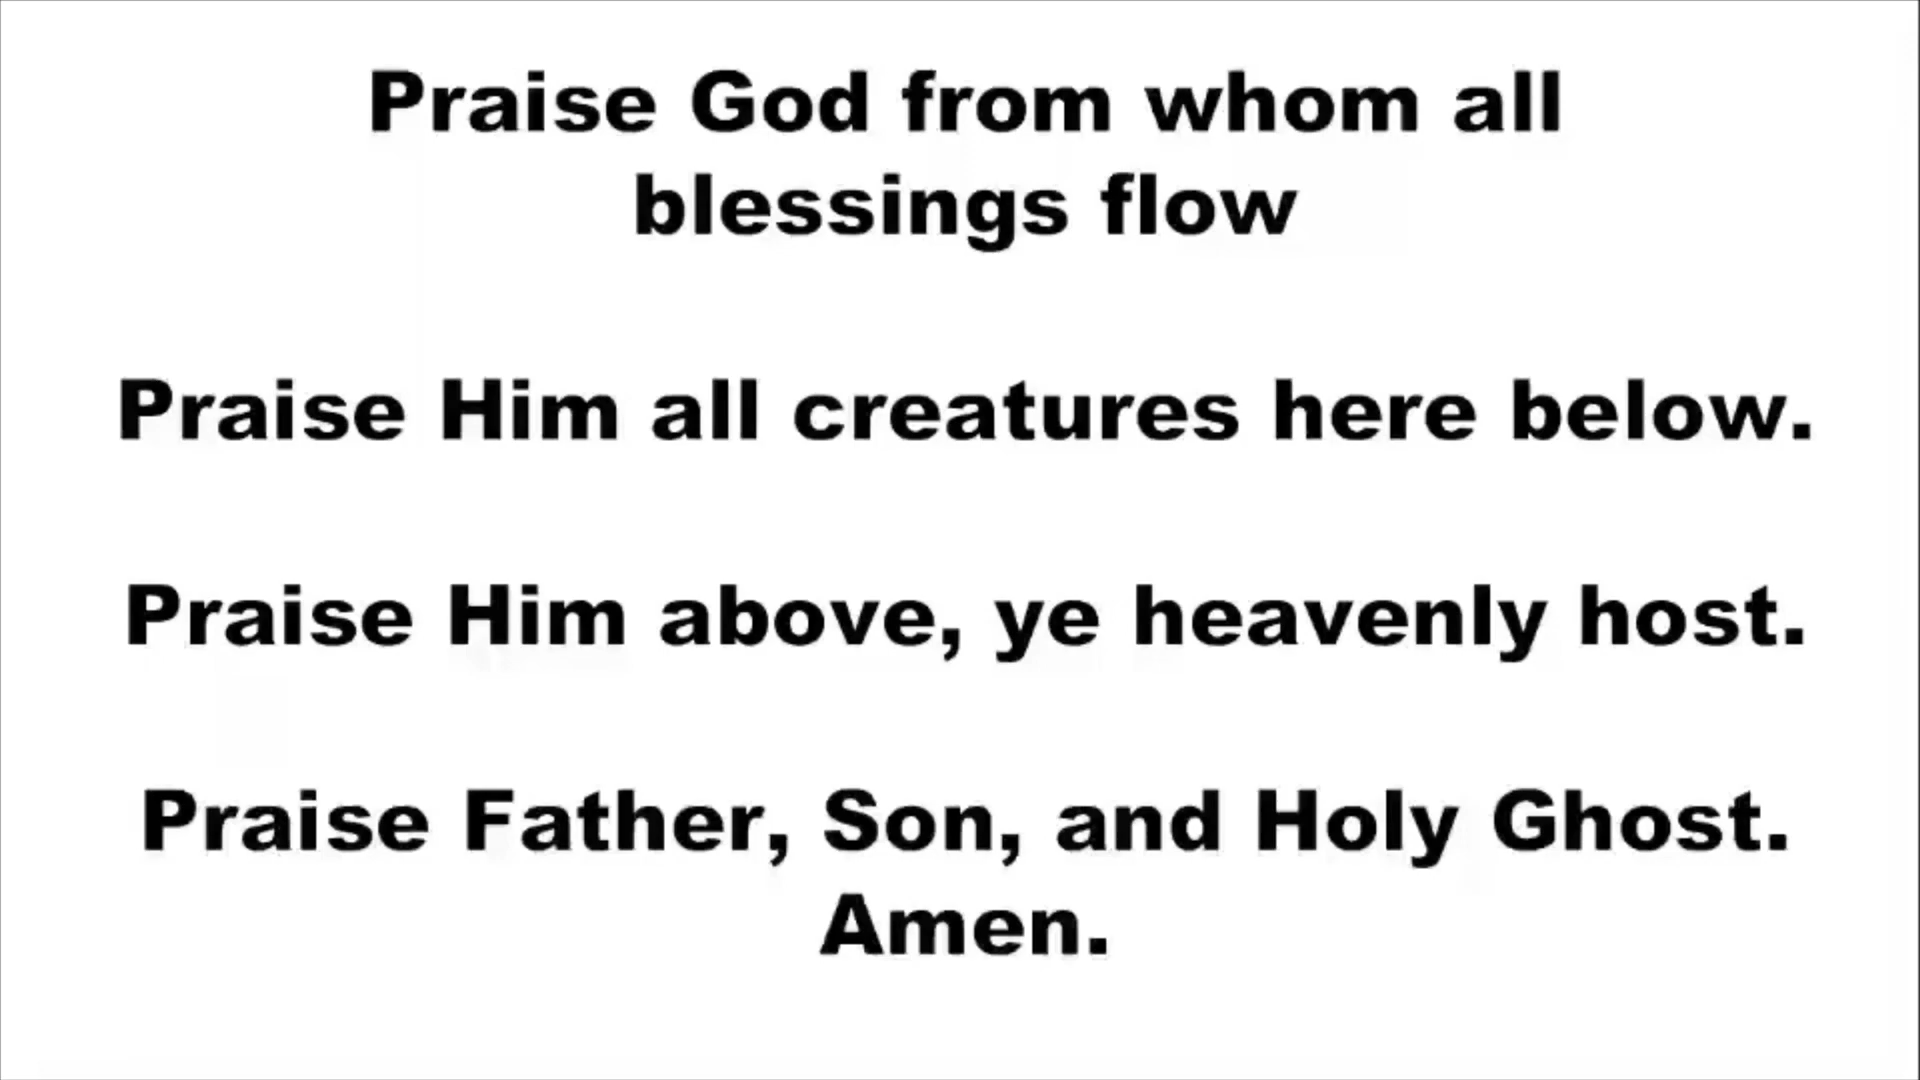 Praise God from whom all
blessings flow
Praise Him all creatures here below.
Praise Him above, ye heavenly host.
Praise Father, Son, and Holy Ghost.
Amen.